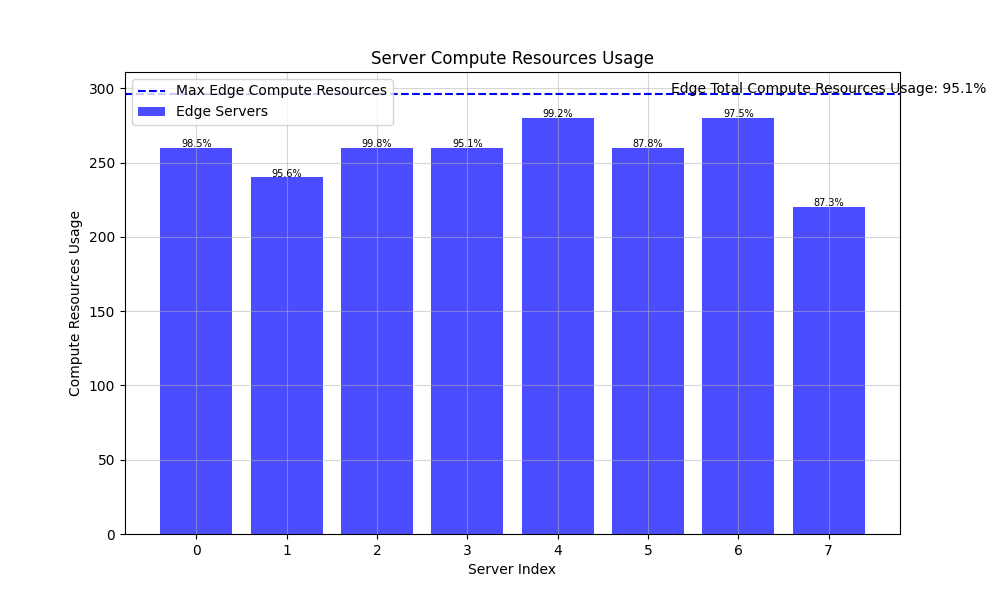 Server Compute Resources Usage
Max Edge Compute Resources
Edge Servers
Edge Total Compute Resources Usage: 95.1%
98.5%
95.6%
99.8%
95.1%
99.2%
87.8%
97.5%
87.3%
Compute Resources Usage
300
250
200
150
100
50
0
0 1 2 3 4 5 6 7
Server Index